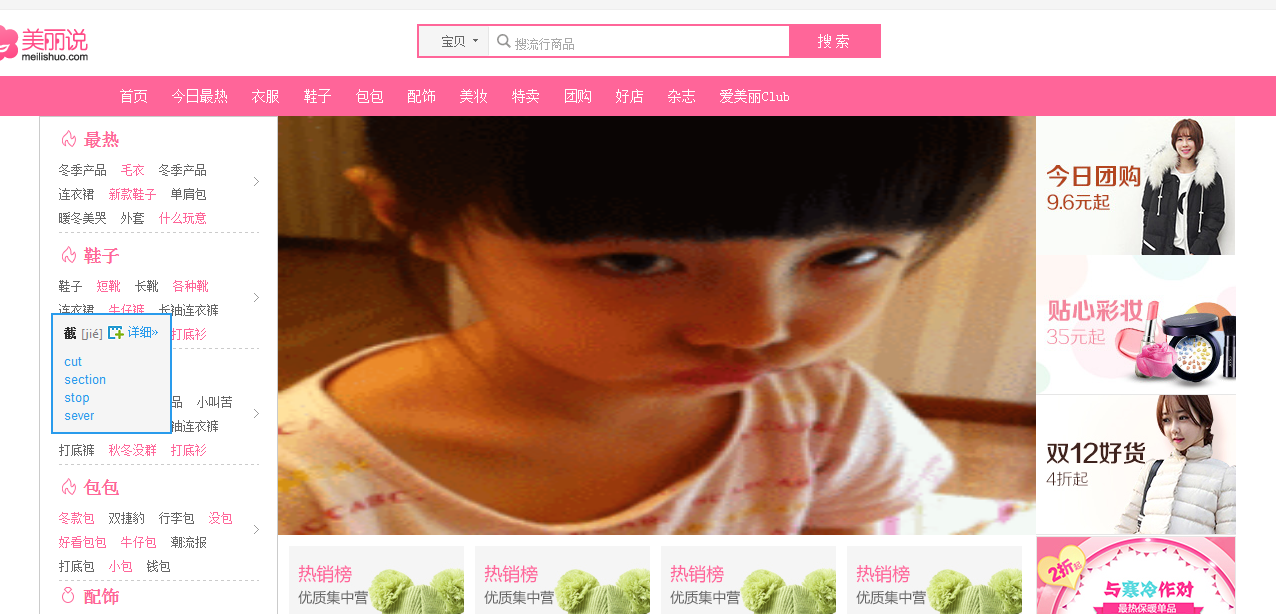 美丽说
meilishuo.com
宝贝 搜流行商品 搜 索
首页 今日最热 衣服 鞋子 包包 配饰 美妆 特卖 团购 好店 杂志 爱美丽Club
最热
冬季产品 毛衣 冬季产品
连衣裙 新款鞋子 单肩包
暖冬美哭 外套 什么玩意
鞋子
鞋子 短靴 长靴 各种靴
连衣裙 牛仔裤 长袖连衣裤
打底衫
截 [jié] 详细»
cut
section
stop
sever
品 小叫苦
袖连衣裤
打底裤 秋冬没群 打底衫
包包
冬款包 双捷豹 行李包 没包
好看包包 牛仔包 潮流报
打底包 小包 钱包
配饰
今日团购
9.6元起
贴心彩妆
35元起
双12好货
4折起
2折起
与寒冷作对
最热保暖单品
热销榜 热销榜 热销榜 热销榜
优质集中营 优质集中营 优质集中营 优质集中营